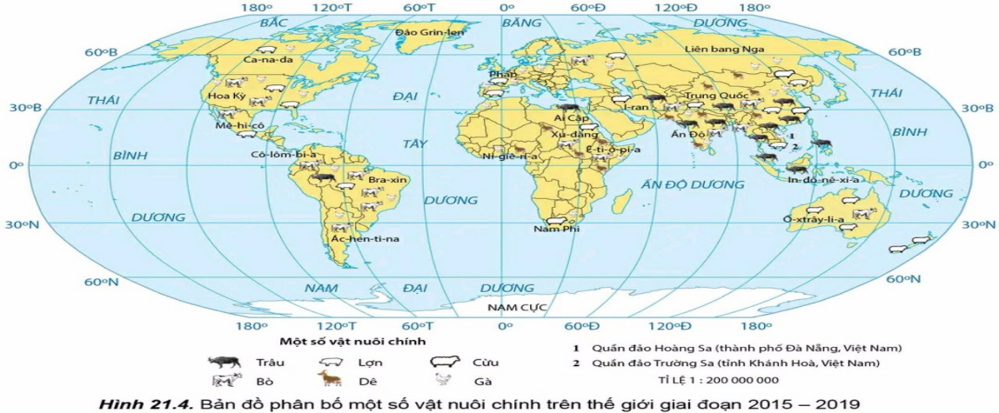 180° 120°T 60°T 0° 60°Đ 120°Đ 180°
BẮC BĂNG DƯƠNG
Đảo Grin-len
60°B 60°B
Ca-na-da
Liên bang Nga
Pháp
THÁI ĐẠI THÁI
Hoa Kỳ
Trung Quốc
I-ran
30°B 30°B
Ai Cập
Mê-hi-cô
Ấn Độ
Xu-đăng
TÂY
1
BÌNH BÌNH
Cô-lôm-bi-a
Ni-giê-ri-a
Ê-ti-ô-pi-a
2
0° 0°
Bra-xin
In-đô-nê-xi-a
ẤN ĐỘ DƯƠNG
DƯƠNG DƯƠNG DƯƠNG
Ô-xtrây-li-a
30°N 30°N
Nam Phi
Ác-hen-ti-na
60°N 60°N
NAM ĐẠI DƯƠNG
NAM CỰC
180° 120°T 60°T 0° 60°Đ 120°Đ 180°
Một số vật nuôi chính
Trâu Lợn Cừu
Bò Dê Gà
1 Quần đảo Hoàng Sa (thành phố Đà Nẵng, Việt Nam)
2 Quần đảo Trường Sa (tỉnh Khánh Hoà, Việt Nam)
TỈ LỆ 1 : 200 000 000
Hình 21.4. Bản đồ phân bố một số vật nuôi chính trên thế giới giai đoạn 2015 – 2019